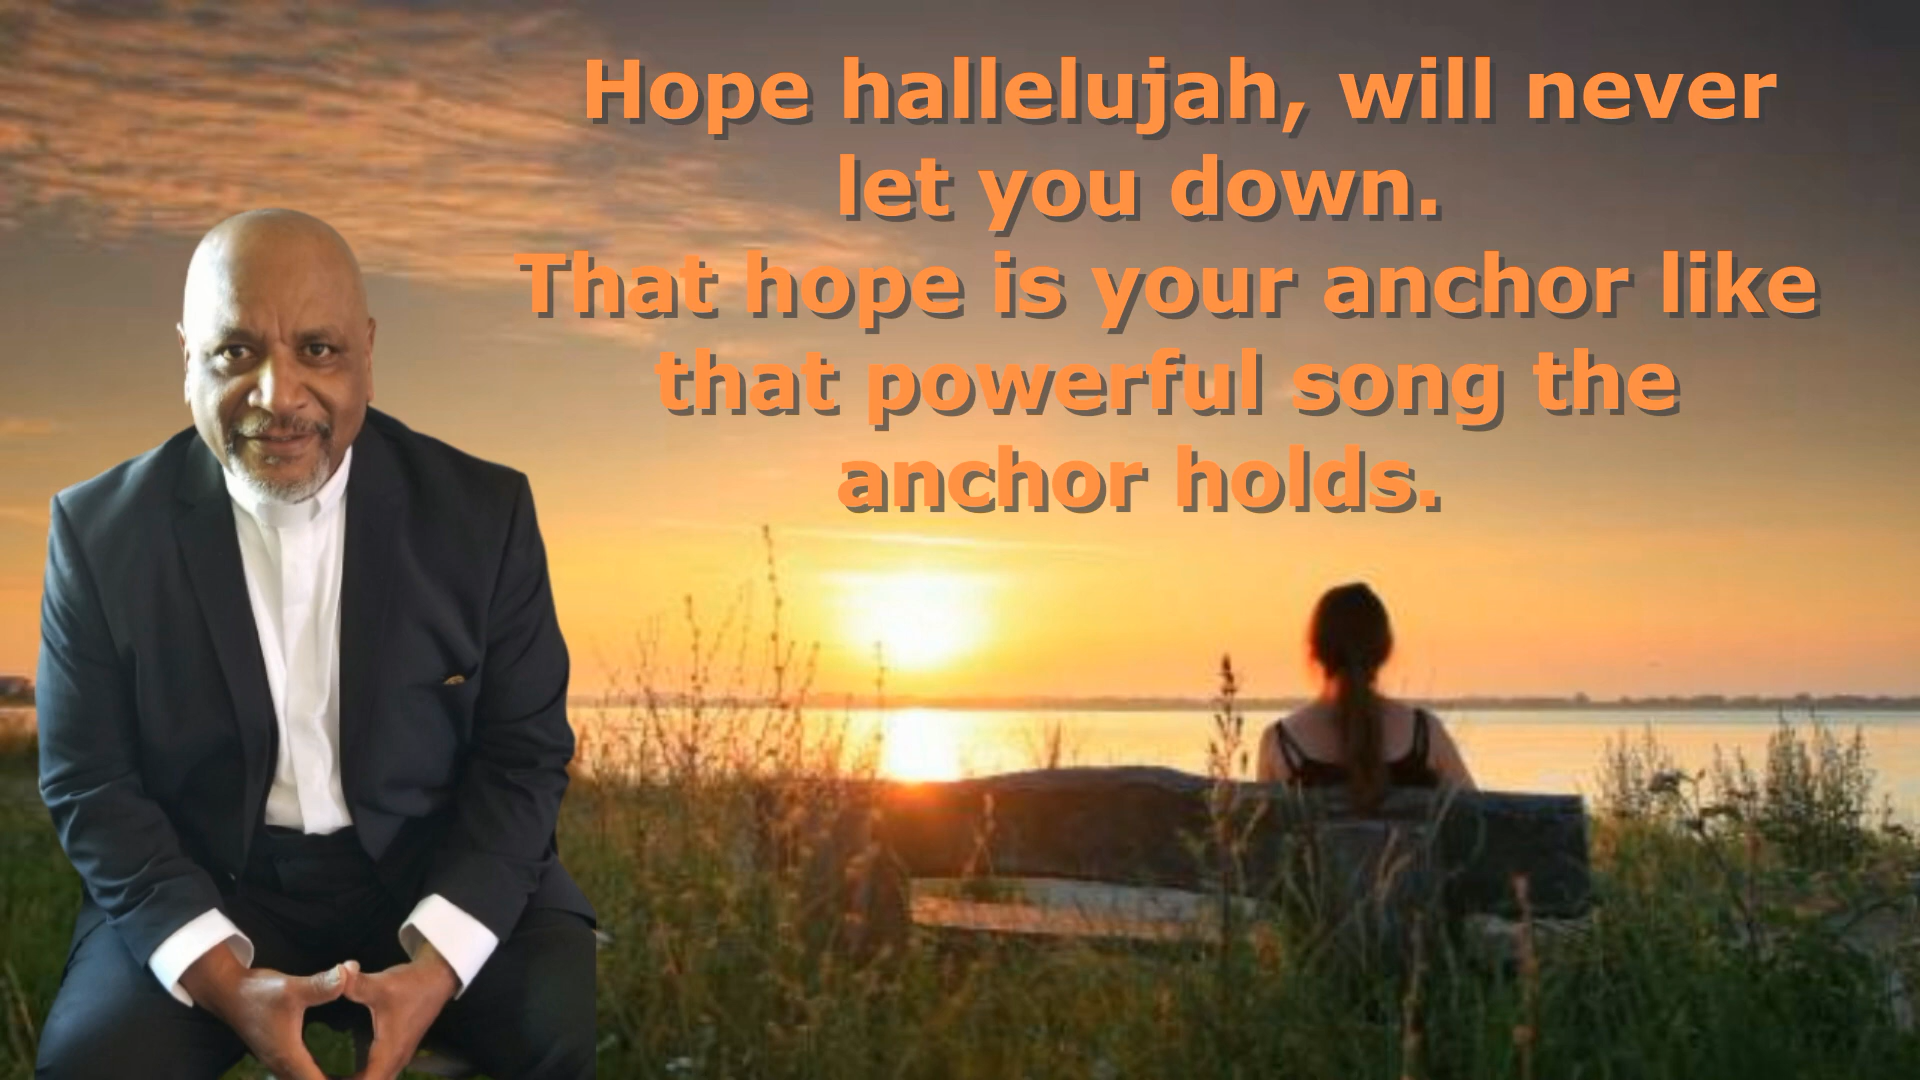 Hope hallelujah, will never
let you down.
That hope is your anchor like
that powerful song the
anchor holds.